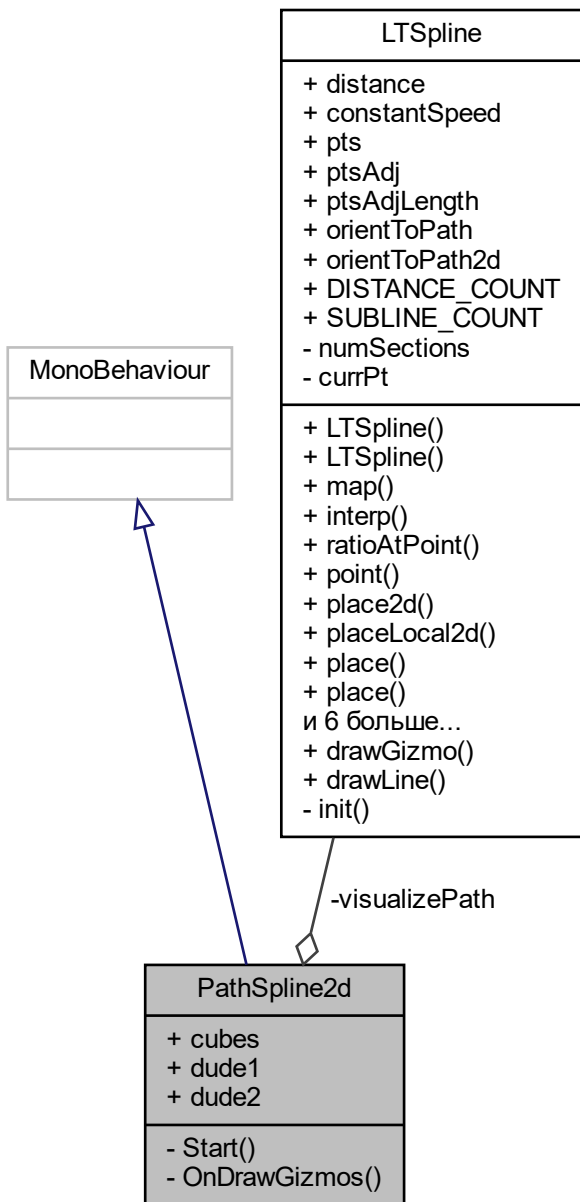 LTSpline
+ distance
+ constantSpeed
+ pts
+ ptsAdj
+ ptsAdjLength
+ orientToPath
+ orientToPath2d
+ DISTANCE_COUNT
+ SUBLINE_COUNT
- numSections
- currPt
+ LTSpline()
+ LTSpline()
+ map()
+ interp()
+ ratioAtPoint()
+ point()
+ place2d()
+ placeLocal2d()
+ place()
+ place()
и 6 больше...
+ drawGizmo()
+ drawLine()
- init()
MonoBehaviour
-visualizePath
PathSpline2d
+ cubes
+ dude1
+ dude2
- Start()
- OnDrawGizmos()